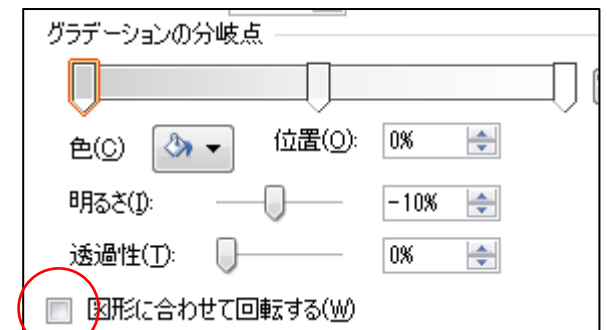 グラデーションの分岐点
色(C) 位置(O): 0%
明るさ(I): -10%
透過性(T): 0%
図形に合わせて回転する(W)